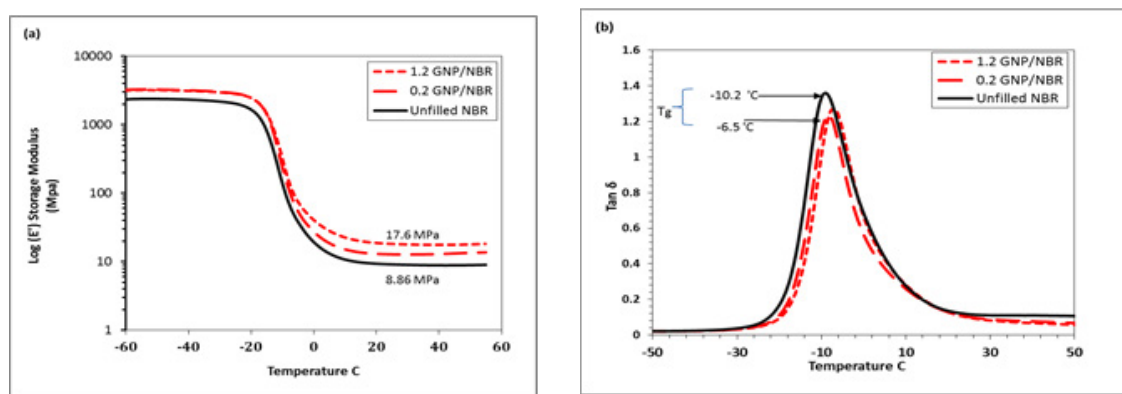 (a)
10000
1000
100
10
1
-60
-40
-20
0
20
40
60
Temperature C
Log (E') Storage Modulus
(Mpa)
1.2 GNP/NBR
0.2 GNP/NBR
Unfilled NBR
17.6 MPa
8.86 MPa
(b)
1.6
1.4
1.2
1
0.8
0.6
0.4
0.2
0
-50
-30
-10
10
30
50
Temperature C
Tan δ
1.2 GNP/NBR
0.2 GNP/NBR
Unfilled NBR
Tg
-10.2 °C
-6.5 °C